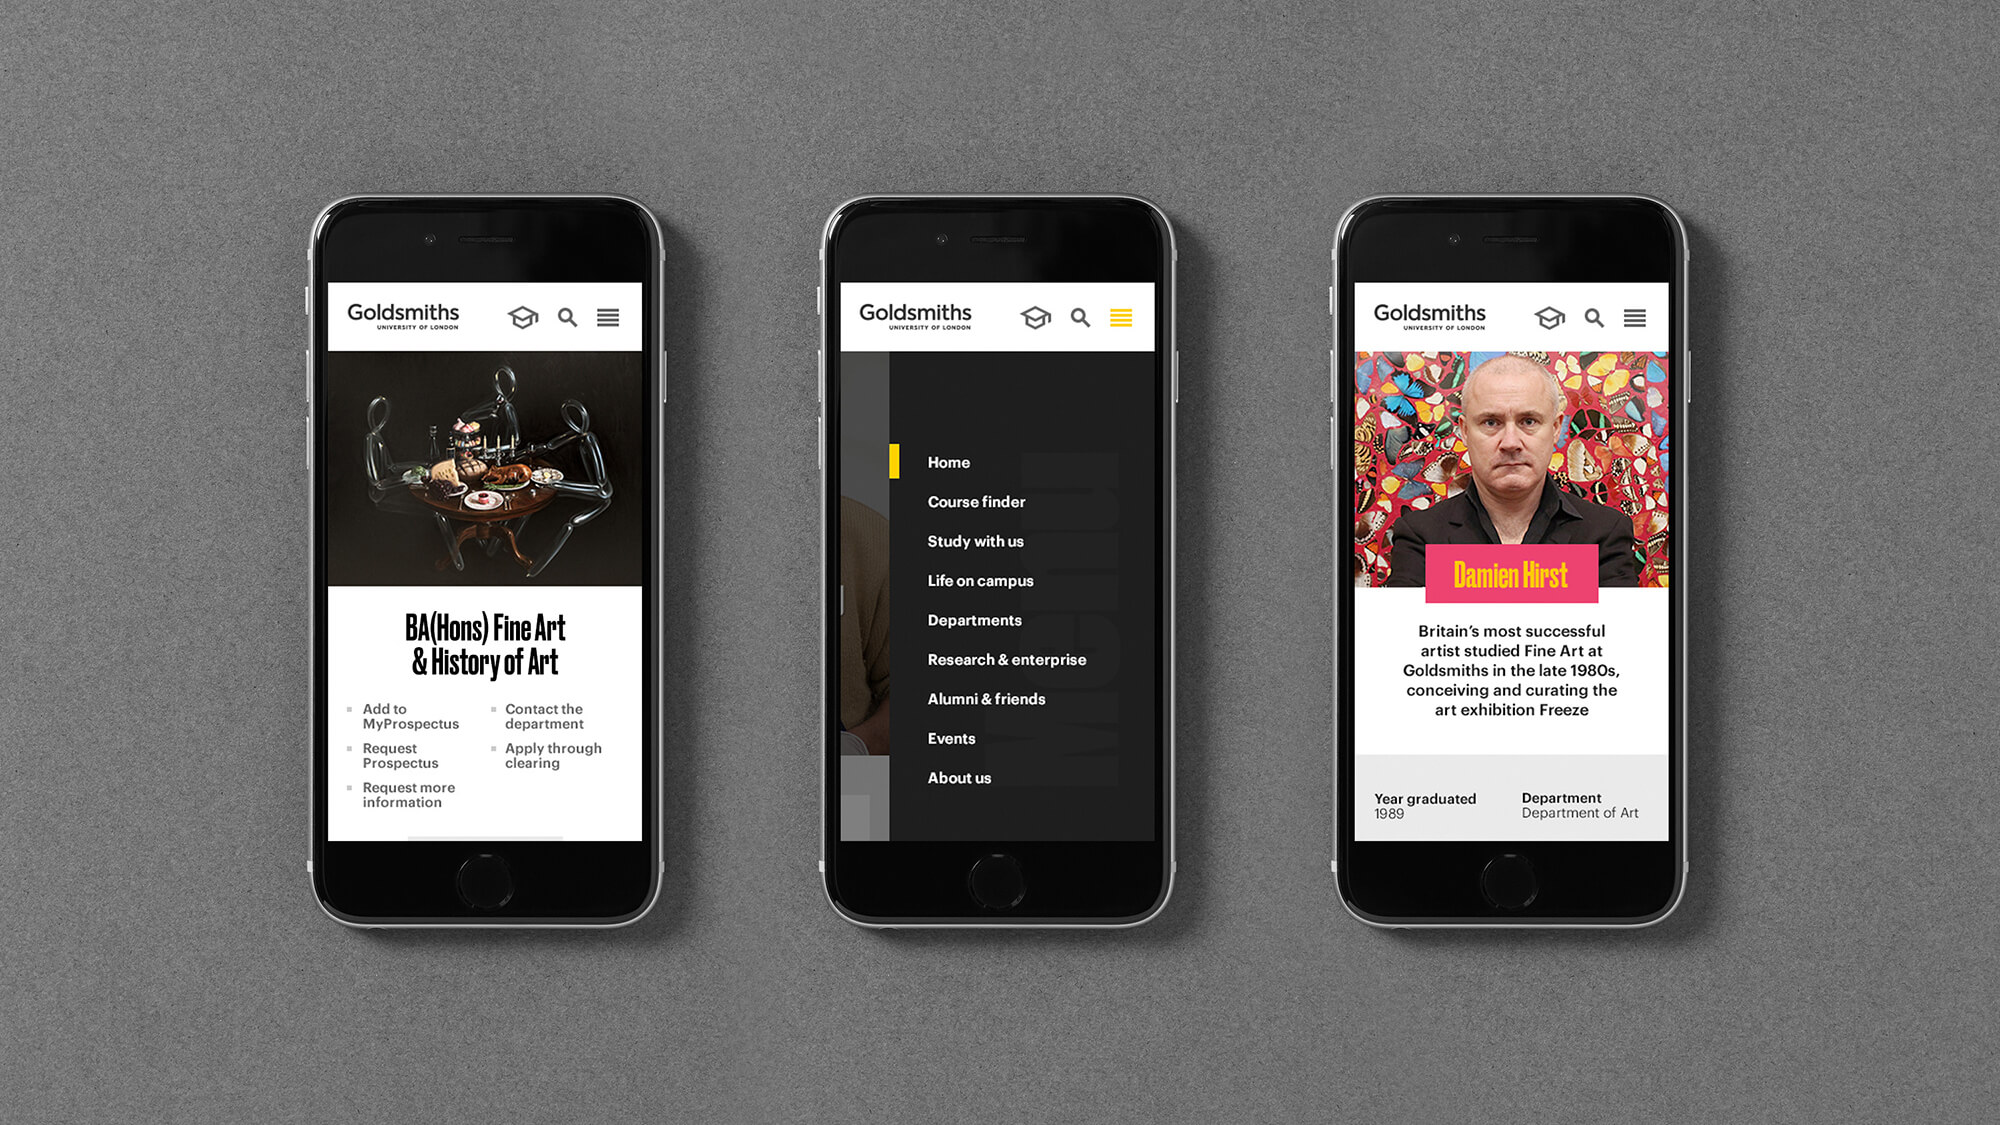 Goldsmiths
UNIVERSITY OF LONDON
BA(Hons) Fine Art
& History of Art
Add to
MyProspectus
Request
Prospectus
Request more
information
Contact the
department
Apply through
clearing
Goldsmiths
UNIVERSITY OF LONDON
Menu
Home
Course finder
Study with us
Life on campus
Departments
Research & enterprise
Alumni & friends
Events
About us
Goldsmiths
UNIVERSITY OF LONDON
Damien Hirst
Britain's most successful
artist studied Fine Art at
Goldsmiths in the late 1980s,
conceiving and curating the
art exhibition Freeze
Year graduated
1989
Department
Department of Art